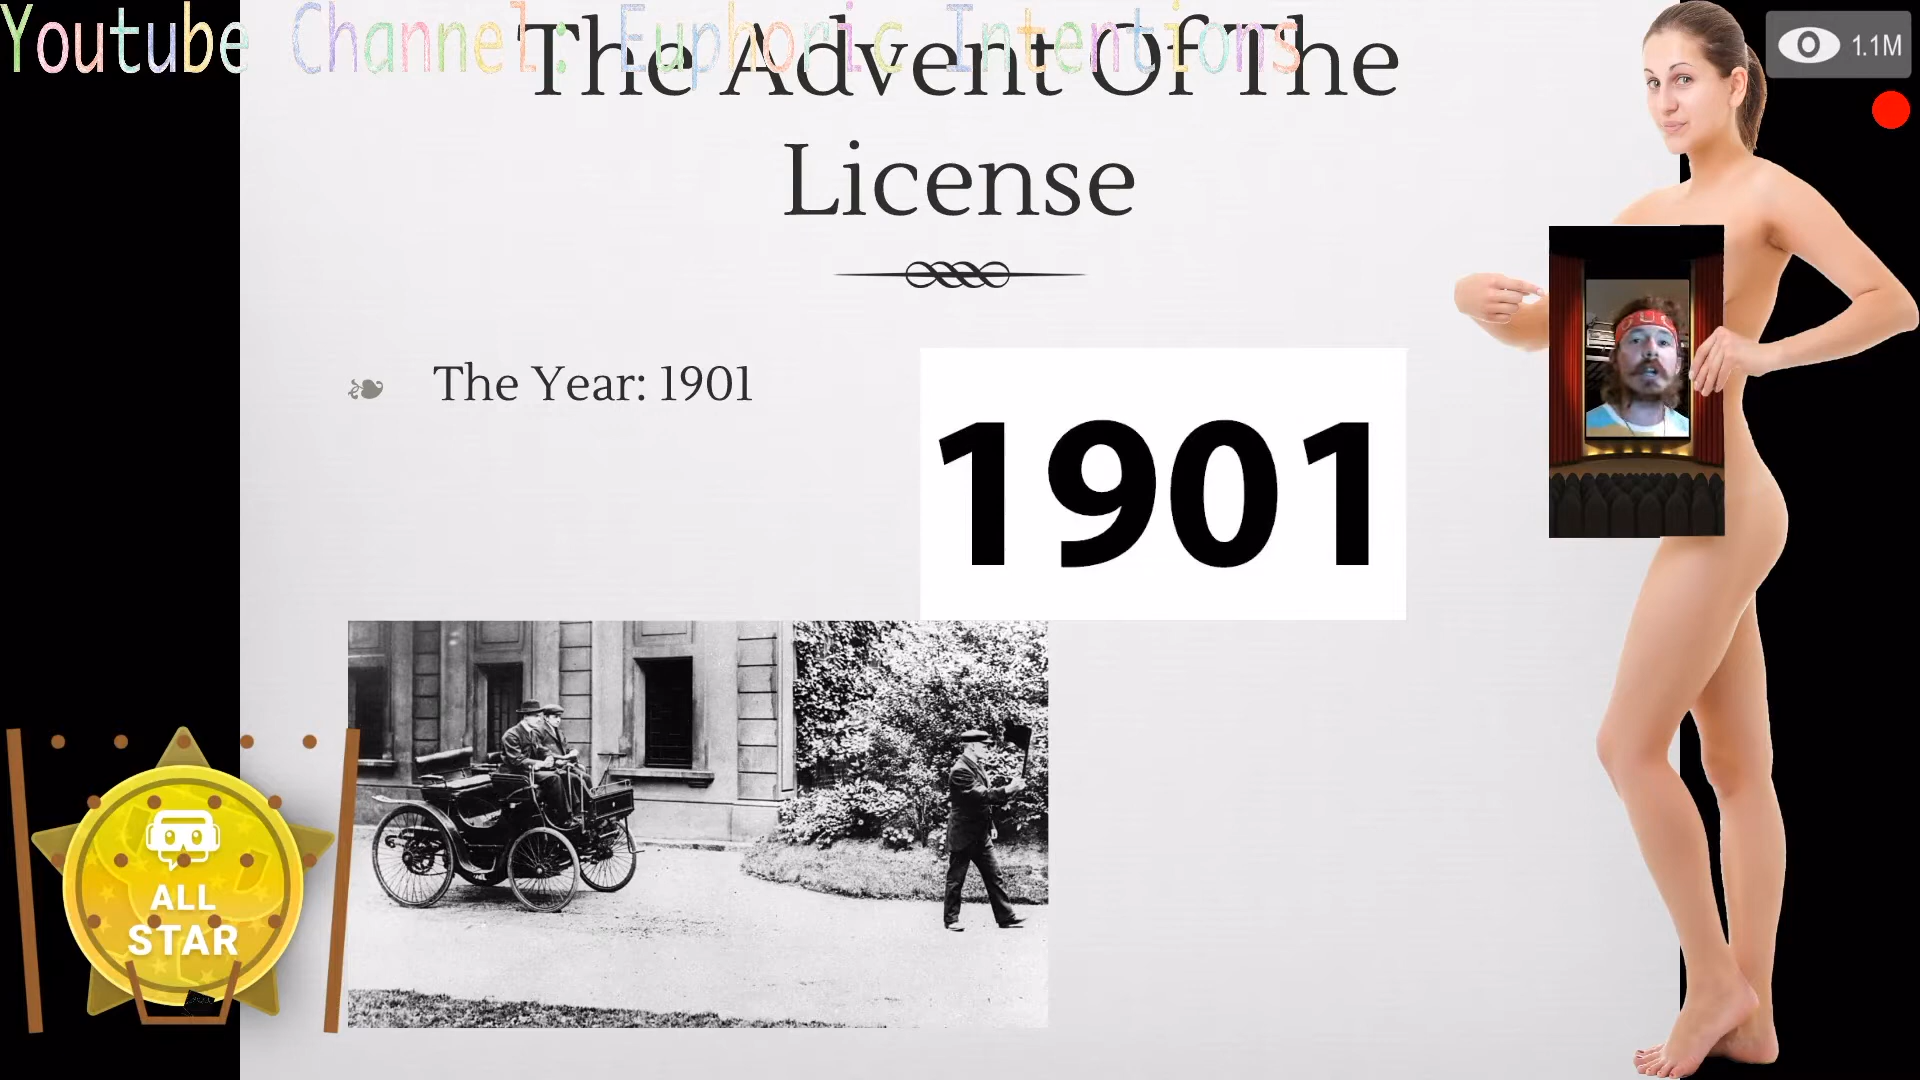 Youtube Channel: Euphoric Intentions
The Advent Of The
License
1.1M
The Year: 1901
1901
ALL
STAR